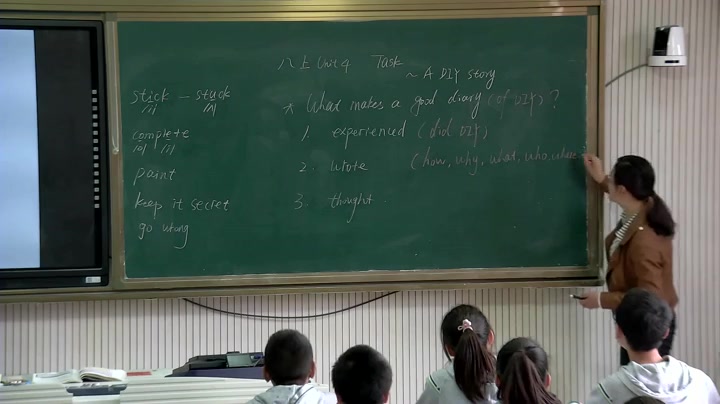 八上 Unit 4 Task
~ A DIY story
stick - stuck
/ɪ/ /ʌ/
complete
/ə/ /iː/
paint
keep it secret
go wrong
* What makes a good diary (of DIY)?
1. experienced (did DIY)
2. wrote (how, why, what, who, where
3. thought